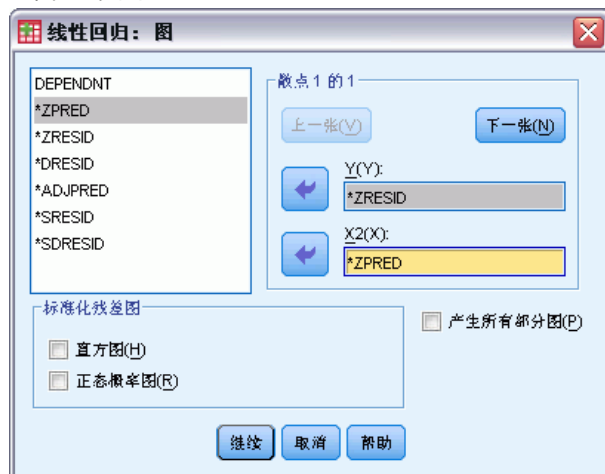 线性回归：图
DEPENDNT
*ZPRED
*ZRESID
*DRESID
*ADJPRED
*SRESID
*SDRESID
散点 1 的 1
上一张(V)
下一张(N)
Y(Y):
*ZRESID
X2(X):
*ZPRED
标准化残差图
直方图(H)
正态概率图(R)
产生所有部分图(P)
继续
取消
帮助